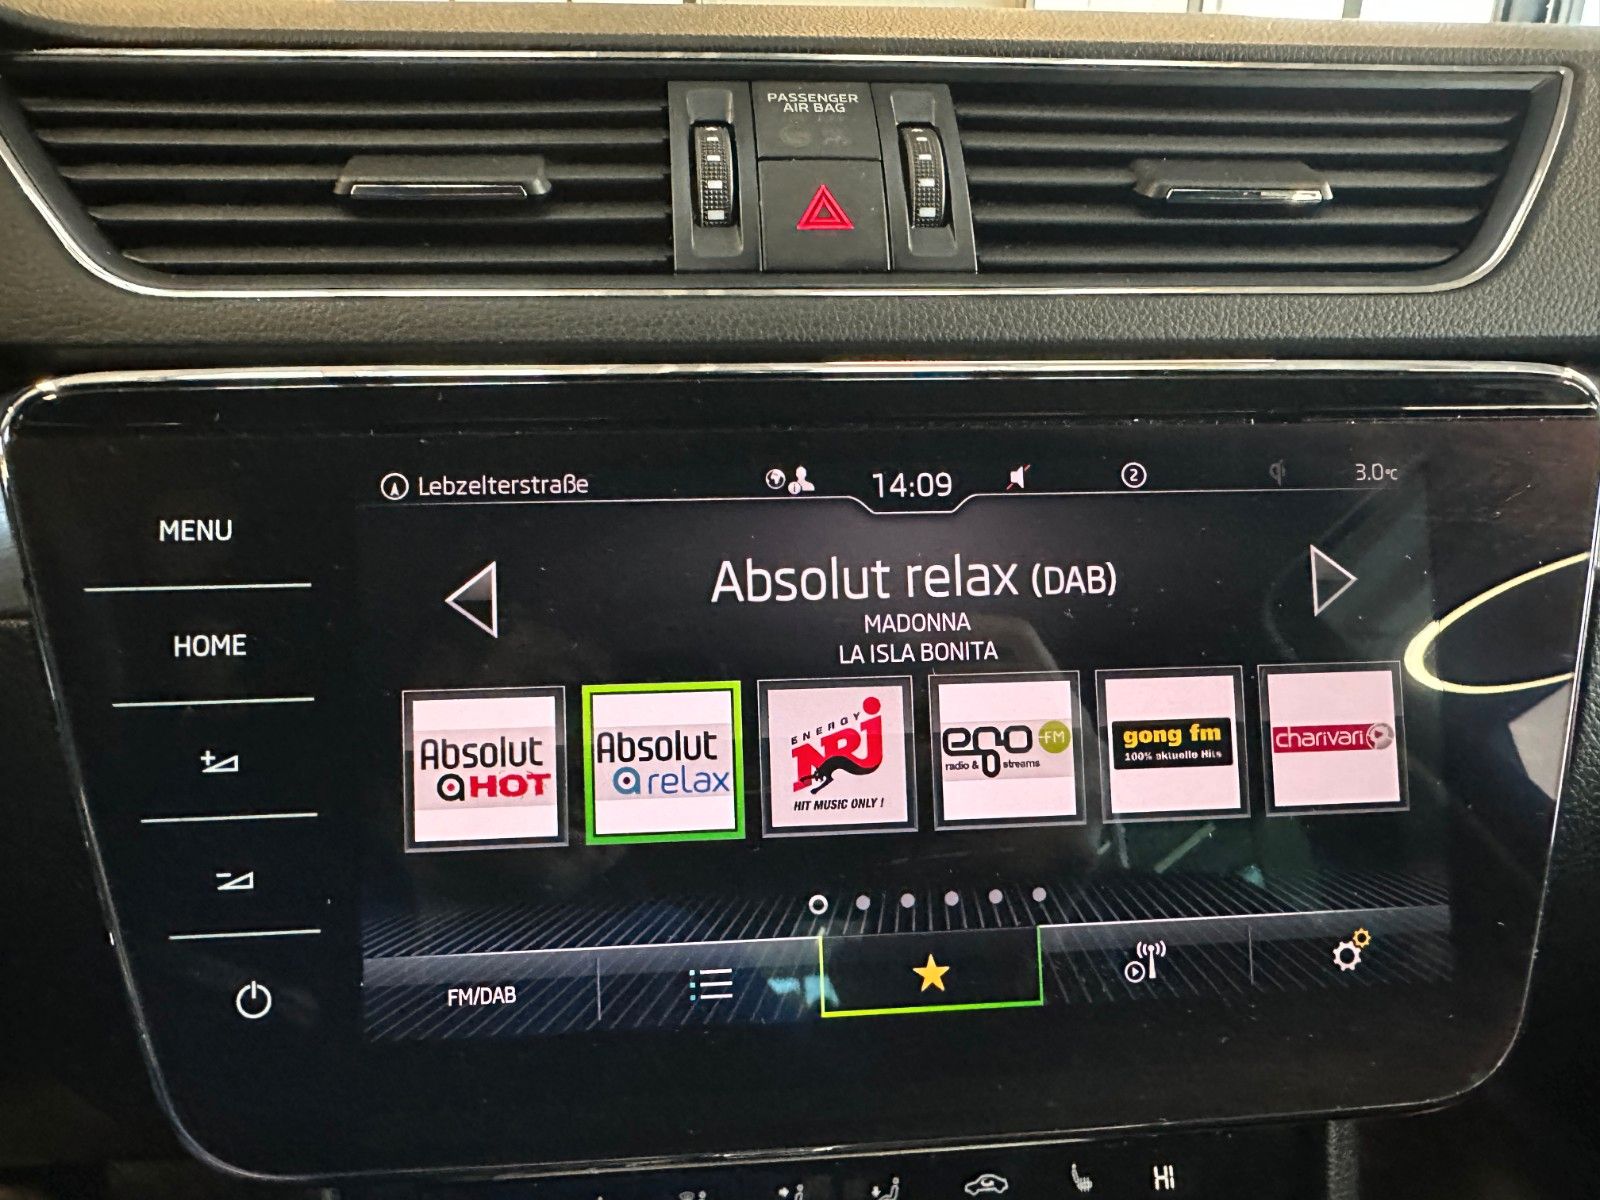 PASSENGER
AIR BAG
Lebzelterstraße
14:09
2
3.0°C
MENU
Absolut relax (DAB)
MADONNA
LA ISLA BONITA
HOME
Absolut
HOT
Absolut
relax
ENERGY
NRJ
HIT MUSIC ONLY!
ego FM
radio & streams
gong fm
100% aktuelle Hits
charivari
FM/DAB
HI